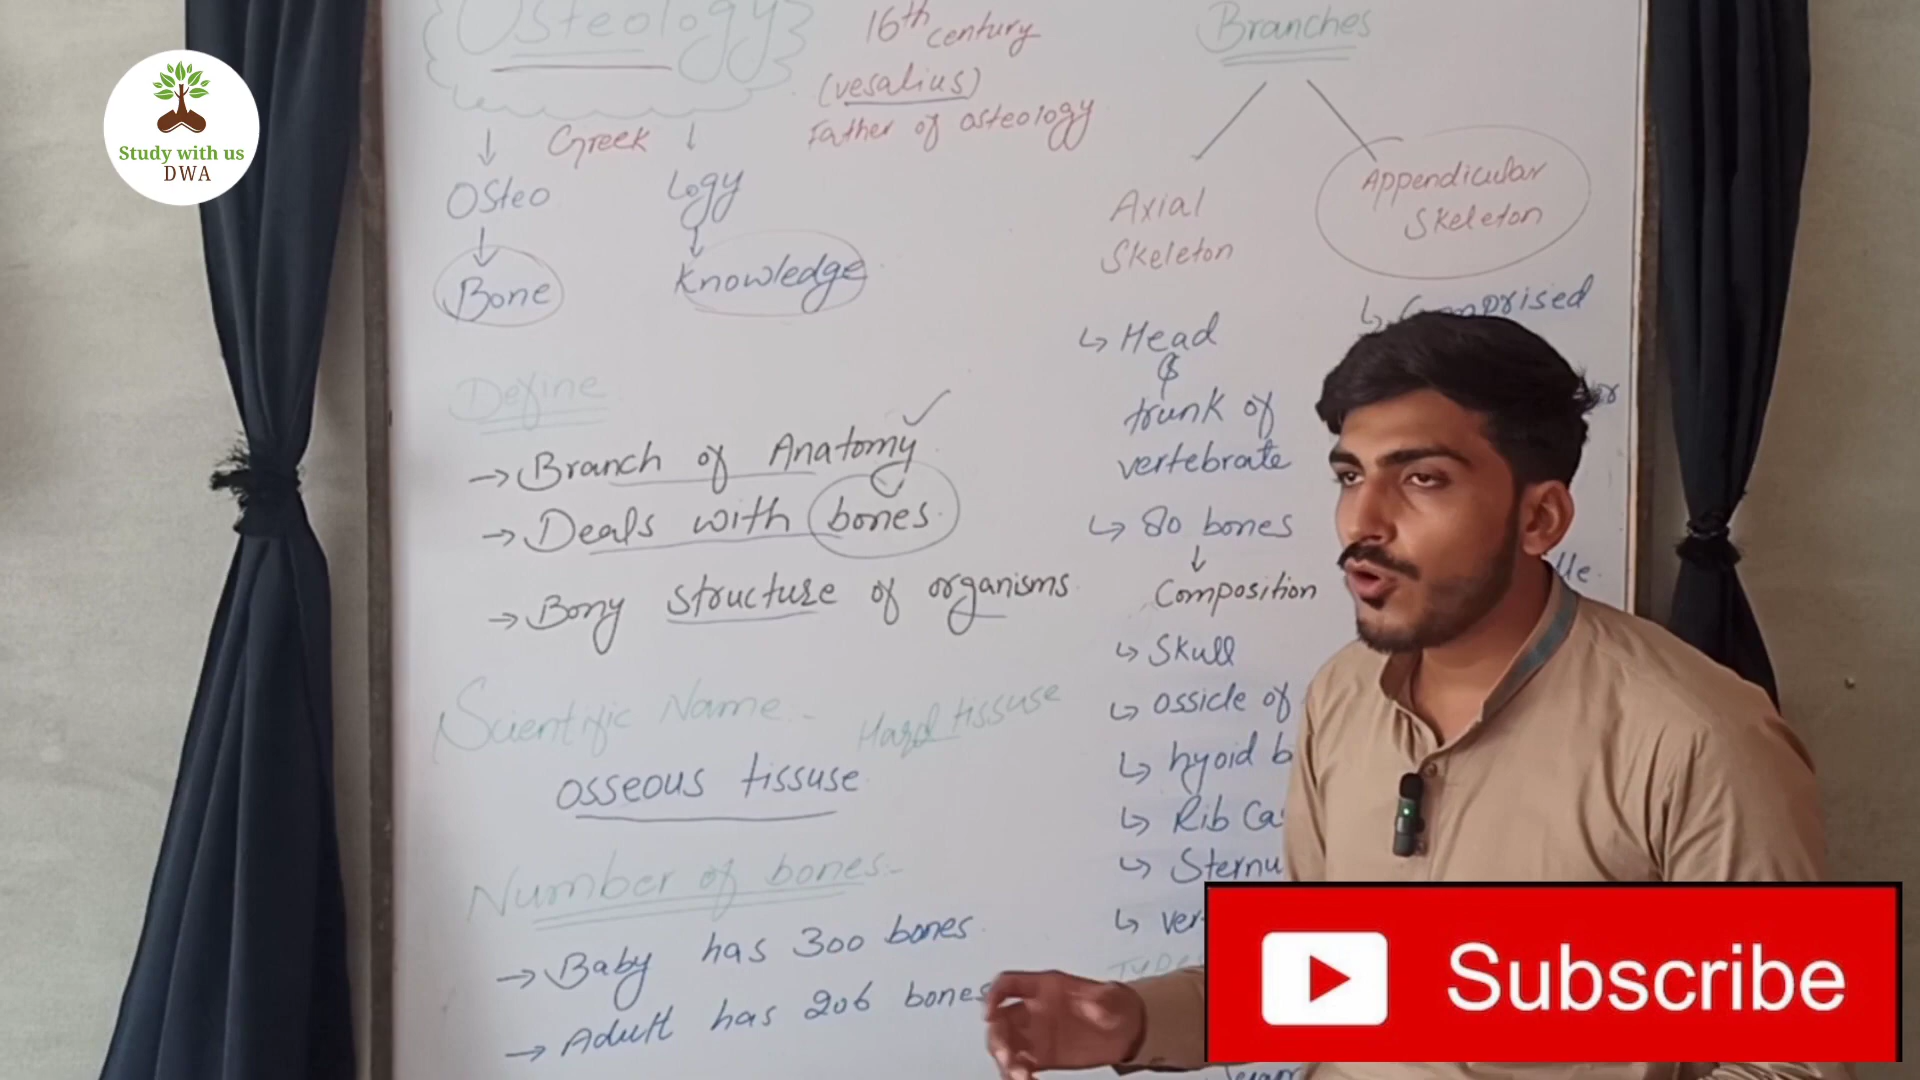 Study with us
DWA
Osteology
Greek
Osteo
Logy
Bone
Knowledge
16th century
(vesalius)
Father of osteology
Define
→ Branch of Anatomy
→ Deals with bones.
→ Bony structure of organisms
Scientific Name.-
Hard tissuse
osseous tissuse
Number of bones.-
→ Baby has 300 bones.
→ Adult has 206 bones
Branches
Axial
Skeleton
↳ Head
&
trunk of
vertebrate
↳ 80 bones
Composition
↳ Skull
↳ ossicle of
↳ hyoid b
↳ Rib Ca
↳ Sternu
↳ ver
Appendicular
Skeleton
↳ Comprised
Subscribe